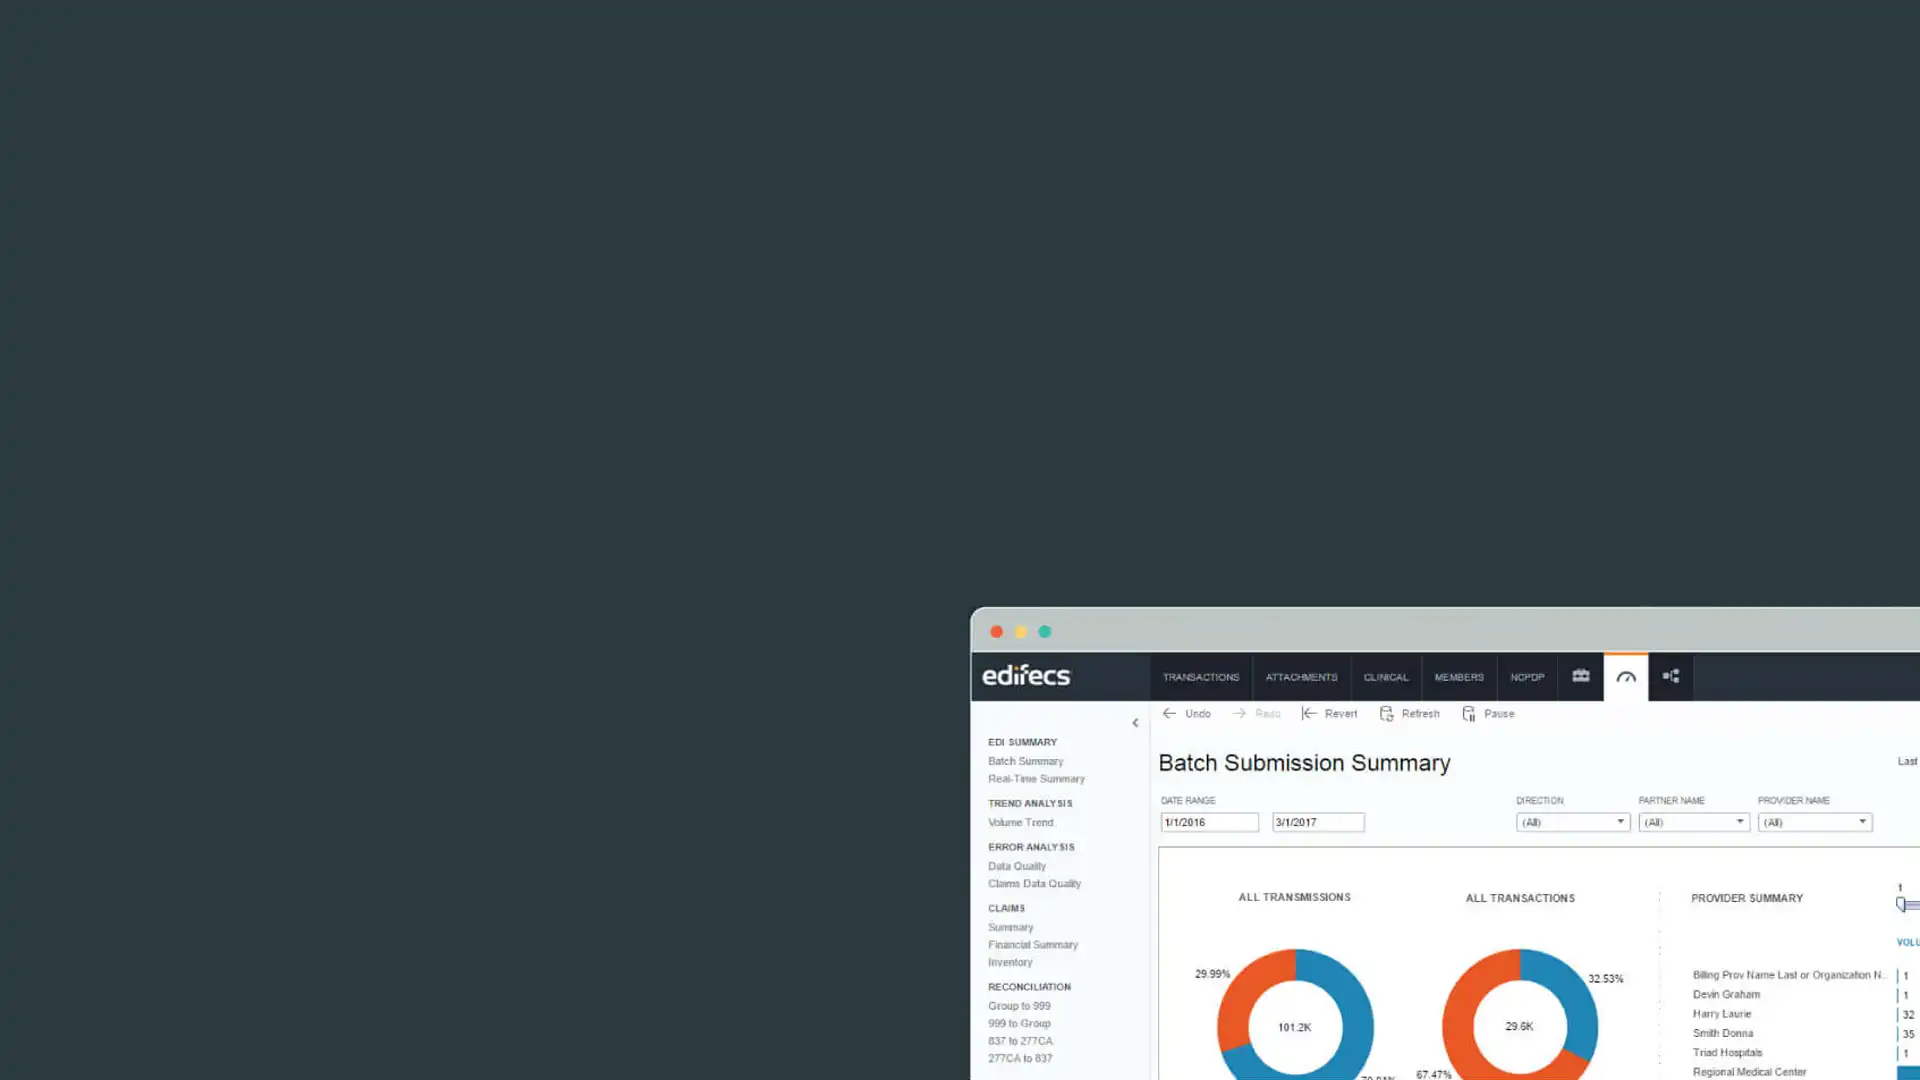 edifecs
TRANSACTIONS ATTACHMENTS CLINICAL MEMBERS NCPDP
Undo Redo Revert Refresh Pause
EDI SUMMARY
Batch Summary
Real-Time Summary
TREND ANALYSIS
Volume Trend
ERROR ANALYSIS
Data Quality
Claims Data Quality
CLAIMS
Summary
Financial Summary
Inventory
RECONCILIATION
Group to 999
999 to Group
837 to 277CA
277CA to 837
Batch Submission Summary
Last
DATE RANGE DIRECTION PARTNER NAME PROVIDER NAME
1/1/2016 3/1/2017 (All) (All) (All)
ALL TRANSMISSIONS
29.99%
101.2K
ALL TRANSACTIONS
32.53%
29.6K
67.47%
PROVIDER SUMMARY
1
Billing Prov Name Last or Organization N.. 1
Devin Graham 1
Harry Laurie 32
Smith Donna 35
Triad Hospitals 1
Regional Medical Center